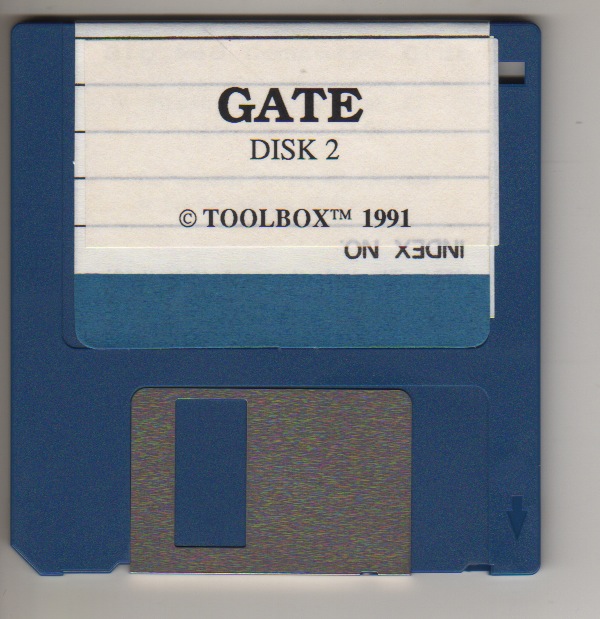 GATE
DISK 2
© TOOLBOX™ 1991
INDEX NO.